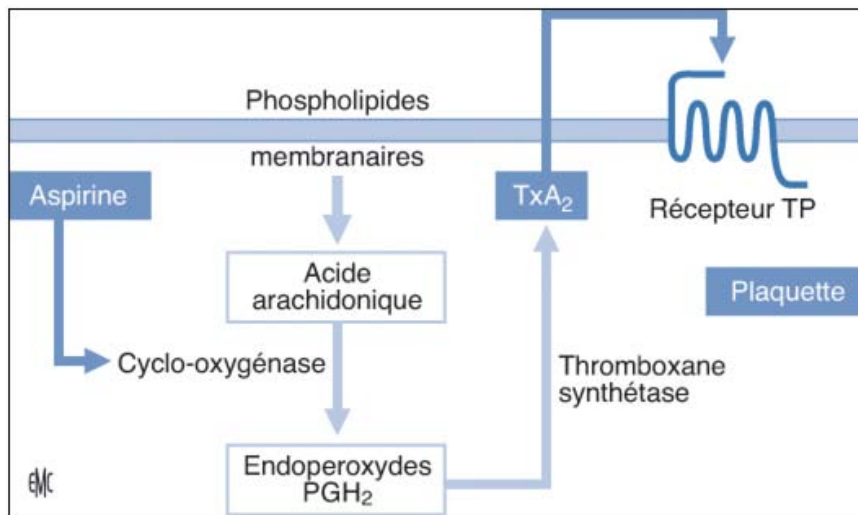 Phospholipides
membranaires
Aspirine
TxA₂
Récepteur TP
Acide
arachidonique
Plaquette
Cyclo-oxygénase
Thromboxane
synthétase
Endoperoxydes
PGH₂
EMC